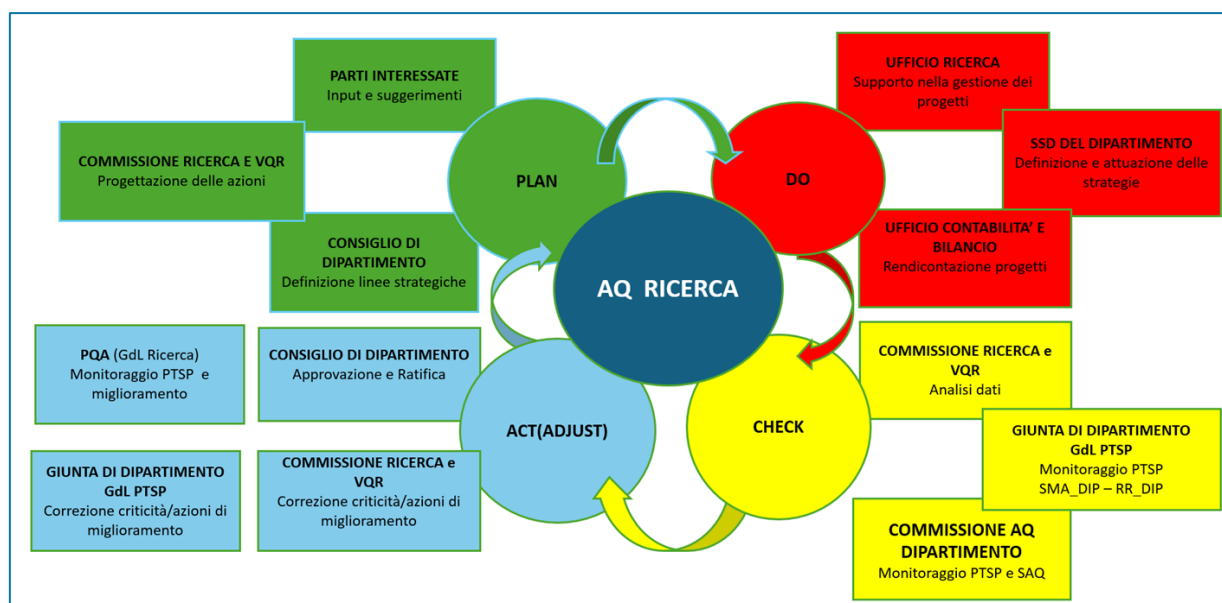 PARTI INTERESSATE
Input e suggerimenti
COMMISSIONE RICERCA E VQR
Progettazione delle azioni
CONSIGLIO DI
DIPARTIMENTO
Definizione linee strategiche
PLAN
DO
UFFICIO RICERCA
Supporto nella gestione dei
progetti
SSD DEL DIPARTIMENTO
Definizione e attuazione delle
strategie
UFFICIO CONTABILITA’ E
BILANCIO
Rendicontazione progetti
AQ RICERCA
PQA (GdL Ricerca)
Monitoraggio PTSP e
miglioramento
CONSIGLIO DI DIPARTIMENTO
Approvazione e Ratifica
GIUNTA DI DIPARTIMENTO
GdL PTSP
Correzione criticità/azioni di
miglioramento
COMMISSIONE RICERCA e
VQR
Correzione criticità/azioni di
miglioramento
ACT(ADJUST)
CHECK
COMMISSIONE RICERCA e
VQR
Analisi dati
GIUNTA DI DIPARTIMENTO
GdL PTSP
Monitoraggio PTSP
SMA_DIP – RR_DIP
COMMISSIONE AQ
DIPARTIMENTO
Monitoraggio PTSP e SAQ